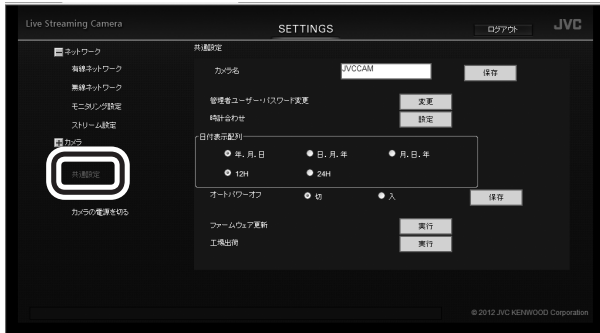 Live Streaming Camera
SETTINGS
ログアウト
JVC
ネットワーク
有線ネットワーク
無線ネットワーク
モニタリング設定
ストリーム設定
カメラ
共通設定
カメラの電源を切る
共通設定
カメラ名 JVCCAM 保存
管理者ユーザー・パスワード変更 変更
時計合わせ 設定
日付表示配列
年．月．日 日．月．年 月．日．年
12H 24H
オートパワーオフ 切 入 保存
ファームウェア更新 実行
工場出荷 実行
© 2012 JVC KENWOOD Corporation